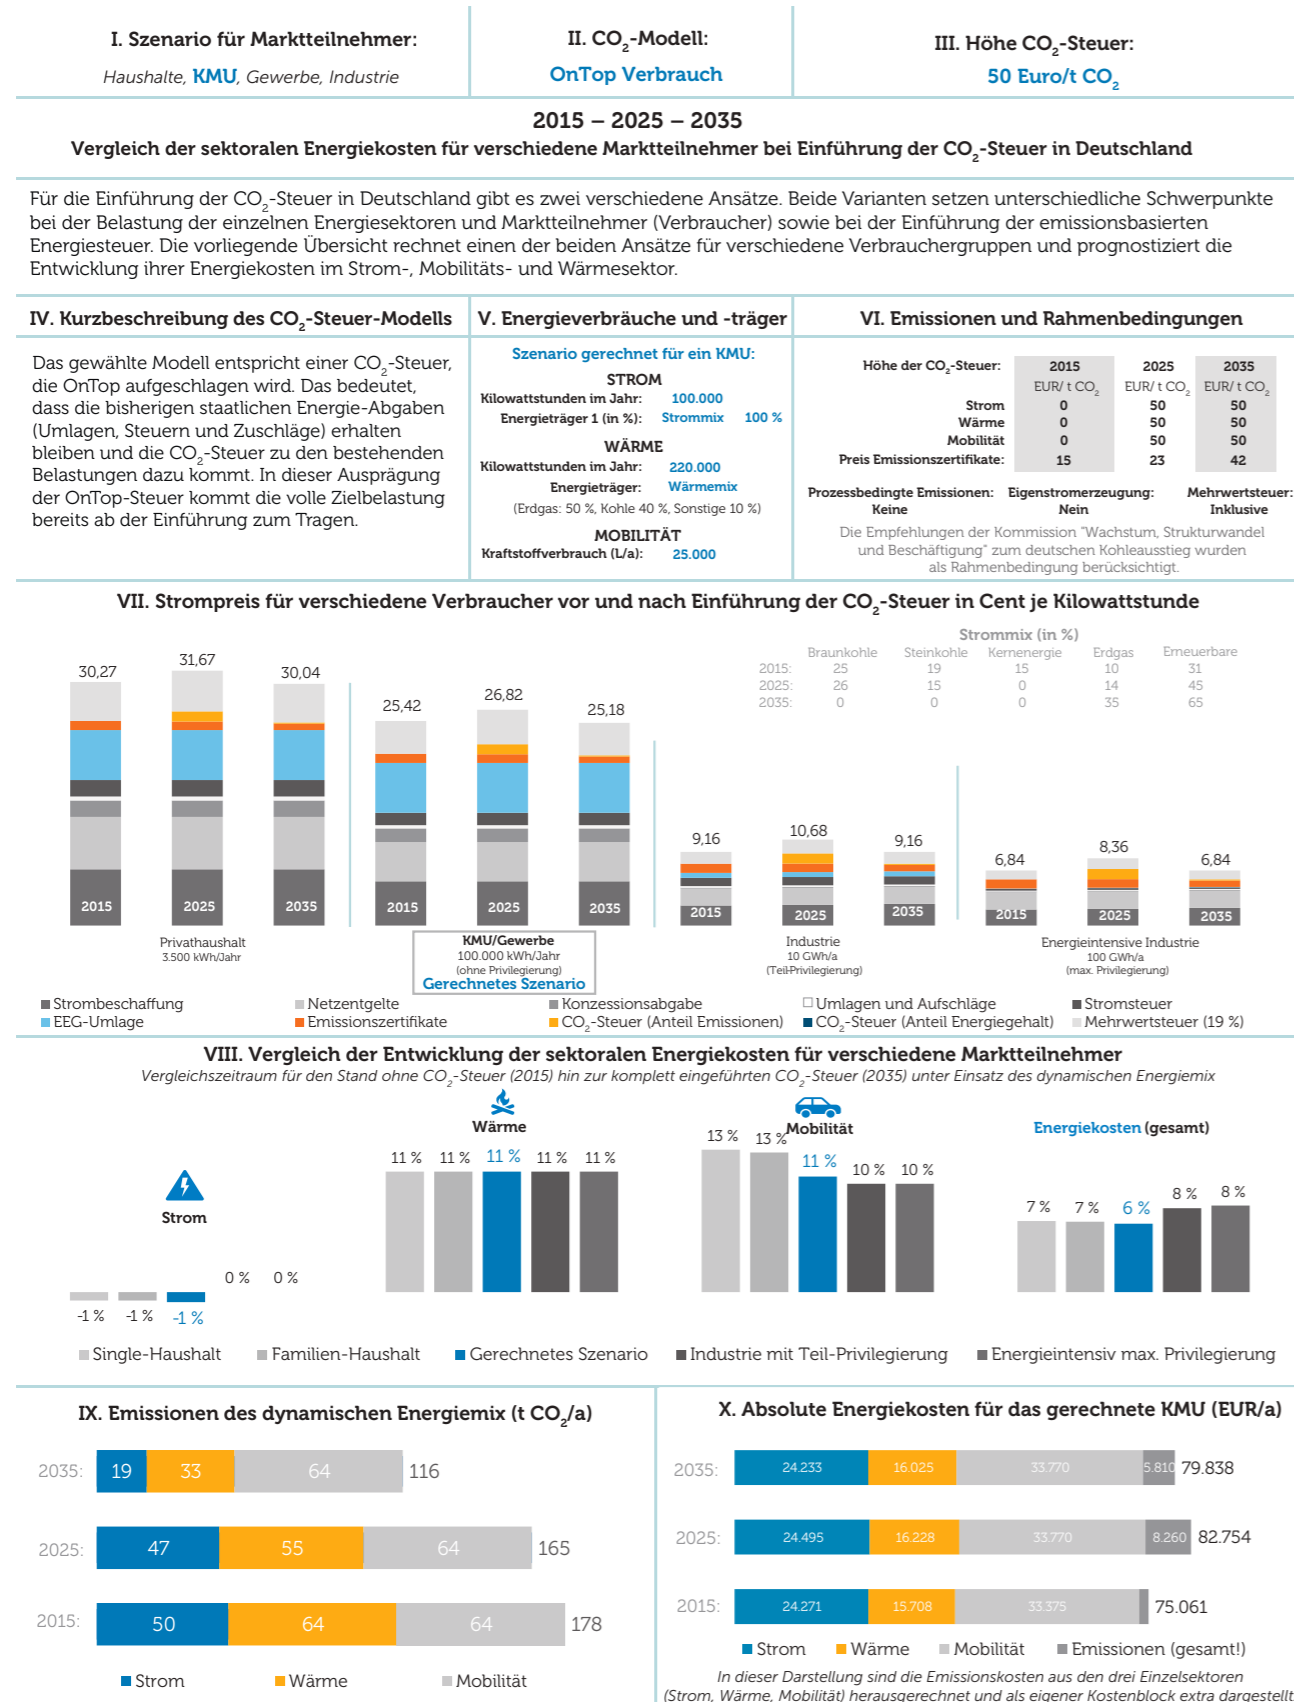 I. Szenario für Marktteilnehmer:
Haushalte, KMU, Gewerbe, Industrie
II. CO2-Modell:
OnTop Verbrauch
III. Höhe CO2-Steuer:
50 Euro/t CO2
2015 – 2025 – 2035
Vergleich der sektoralen Energiekosten für verschiedene Marktteilnehmer bei Einführung der CO2-Steuer in Deutschland
Für die Einführung der CO2-Steuer in Deutschland gibt es zwei verschiedene Ansätze. Beide Varianten setzen unterschiedliche Schwerpunkte
bei der Belastung der einzelnen Energiesektoren und Marktteilnehmer (Verbraucher) sowie bei der Einführung der emissionsbasierten
Energiesteuer. Die vorliegende Übersicht rechnet einen der beiden Ansätze für verschiedene Verbrauchergruppen und prognostiziert die
Entwicklung ihrer Energiekosten im Strom-, Mobilitäts- und Wärmesektor.
IV. Kurzbeschreibung des CO2-Steuer-Modells
Das gewählte Modell entspricht einer CO2-Steuer,
die OnTop aufgeschlagen wird. Das bedeutet,
dass die bisherigen staatlichen Energie-Abgaben
(Umlagen, Steuern und Zuschläge) erhalten
bleiben und die CO2-Steuer zu den bestehenden
Belastungen dazu kommt. In dieser Ausprägung
der OnTop-Steuer kommt die volle Zielbelastung
bereits ab der Einführung zum Tragen.
V. Energieverbräuche und -träger
Szenario gerechnet für ein KMU:
STROM
Kilowattstunden im Jahr: 100.000
Energieträger 1 (in %): Strommix 100 %
WÄRME
Kilowattstunden im Jahr: 220.000
Energieträger: Wärmemix
(Erdgas: 50 %, Kohle 40 %, Sonstige 10 %)
MOBILITÄT
Kraftstoffverbrauch (L/a): 25.000
VI. Emissionen und Rahmenbedingungen
Höhe der CO2-Steuer: 2015 2025 2035
EUR/ t CO2 EUR/ t CO2 EUR/ t CO2
Strom 0 50 50
Wärme 0 50 50
Mobilität 0 50 50
Preis Emissionszertifikate: 15 23 42
Prozessbedingte Emissionen: Eigenstromerzeugung: Mehrwertsteuer:
Keine Nein Inklusive
Die Empfehlungen der Kommission "Wachstum, Strukturwandel
und Beschäftigung" zum deutschen Kohleausstieg wurden
als Rahmenbedingung berücksichtigt.
VII. Strompreis für verschiedene Verbraucher vor und nach Einführung der CO2-Steuer in Cent je Kilowattstunde
Strommix (in %)
Braunkohle Steinkohle Kernenergie Erdgas Erneuerbare
2015: 25 19 15 10 31
2025: 26 15 0 14 45
2035: 0 0 0 35 65
30,27 31,67 30,04
2015 2025 2035
Privathaushalt
3.500 kWh/Jahr
25,42 26,82 25,18
2015 2025 2035
KMU/Gewerbe
100.000 kWh/Jahr
(ohne Privilegierung)
Gerechnetes Szenario
9,16 10,68 9,16
2015 2025 2035
Industrie
10 GWh/a
(Teil-Privilegierung)
6,84 8,36 6,84
2015 2025 2035
Energieintensive Industrie
100 GWh/a
(max. Privilegierung)
Strombeschaffung Netzentgelte Konzessionsabgabe Umlagen und Aufschläge Stromsteuer
EEG-Umlage Emissionszertifikate CO2-Steuer (Anteil Emissionen) CO2-Steuer (Anteil Energiegehalt) Mehrwertsteuer (19 %)
VIII. Vergleich der Entwicklung der sektoralen Energiekosten für verschiedene Marktteilnehmer
Vergleichszeitraum für den Stand ohne CO2-Steuer (2015) hin zur komplett eingeführten CO2-Steuer (2035) unter Einsatz des dynamischen Energiemix
Strom
-1 % -1 % -1 % 0 % 0 %
Wärme
11 % 11 % 11 % 11 % 11 %
Mobilität
13 % 13 % 11 % 10 % 10 %
Energiekosten (gesamt)
7 % 7 % 6 % 8 % 8 %
Single-Haushalt Familien-Haushalt Gerechnetes Szenario Industrie mit Teil-Privilegierung Energieintensiv max. Privilegierung
IX. Emissionen des dynamischen Energiemix (t CO2/a)
2035: 19 33 64 116
2025: 47 55 64 165
2015: 50 64 64 178
Strom Wärme Mobilität
X. Absolute Energiekosten für das gerechnete KMU (EUR/a)
2035: 24.233 16.025 33.770 5.810 79.838
2025: 24.495 16.228 33.770 8.260 82.754
2015: 24.271 15.708 33.375 75.061
Strom Wärme Mobilität Emissionen (gesamt!)
In dieser Darstellung sind die Emissionskosten aus den drei Einzelsektoren
(Strom, Wärme, Mobilität) herausgerechnet und als eigener Kostenblock extra dargestellt